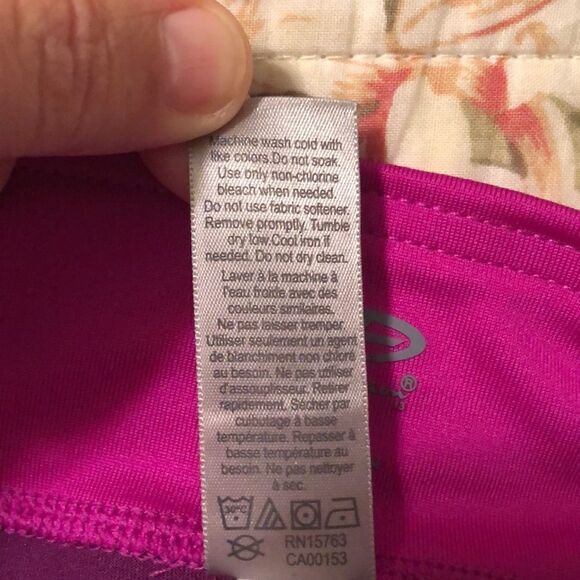 Machine wash cold with
like colors.Do not soak.
Use only non-chlorine
bleach when needed.
Do not use fabric softener.
Remove promptly. Tumble
dry low.Cool iron if
needed. Do not dry clean.
Laver à la machine à
l'eau froide avec des
couleurs similaires.
Ne pas laisser tremper.
Utiliser seulement un agent
de blanchiment non chloré
au besoin. Ne pas utiliser
d'assouplisseur. Retirer
rapidement. Sécher par
culbutage à basse
température. Repasser à
basse température au
besoin. Ne pas nettoyer
à sec.
30°C
RN15763
CA00153